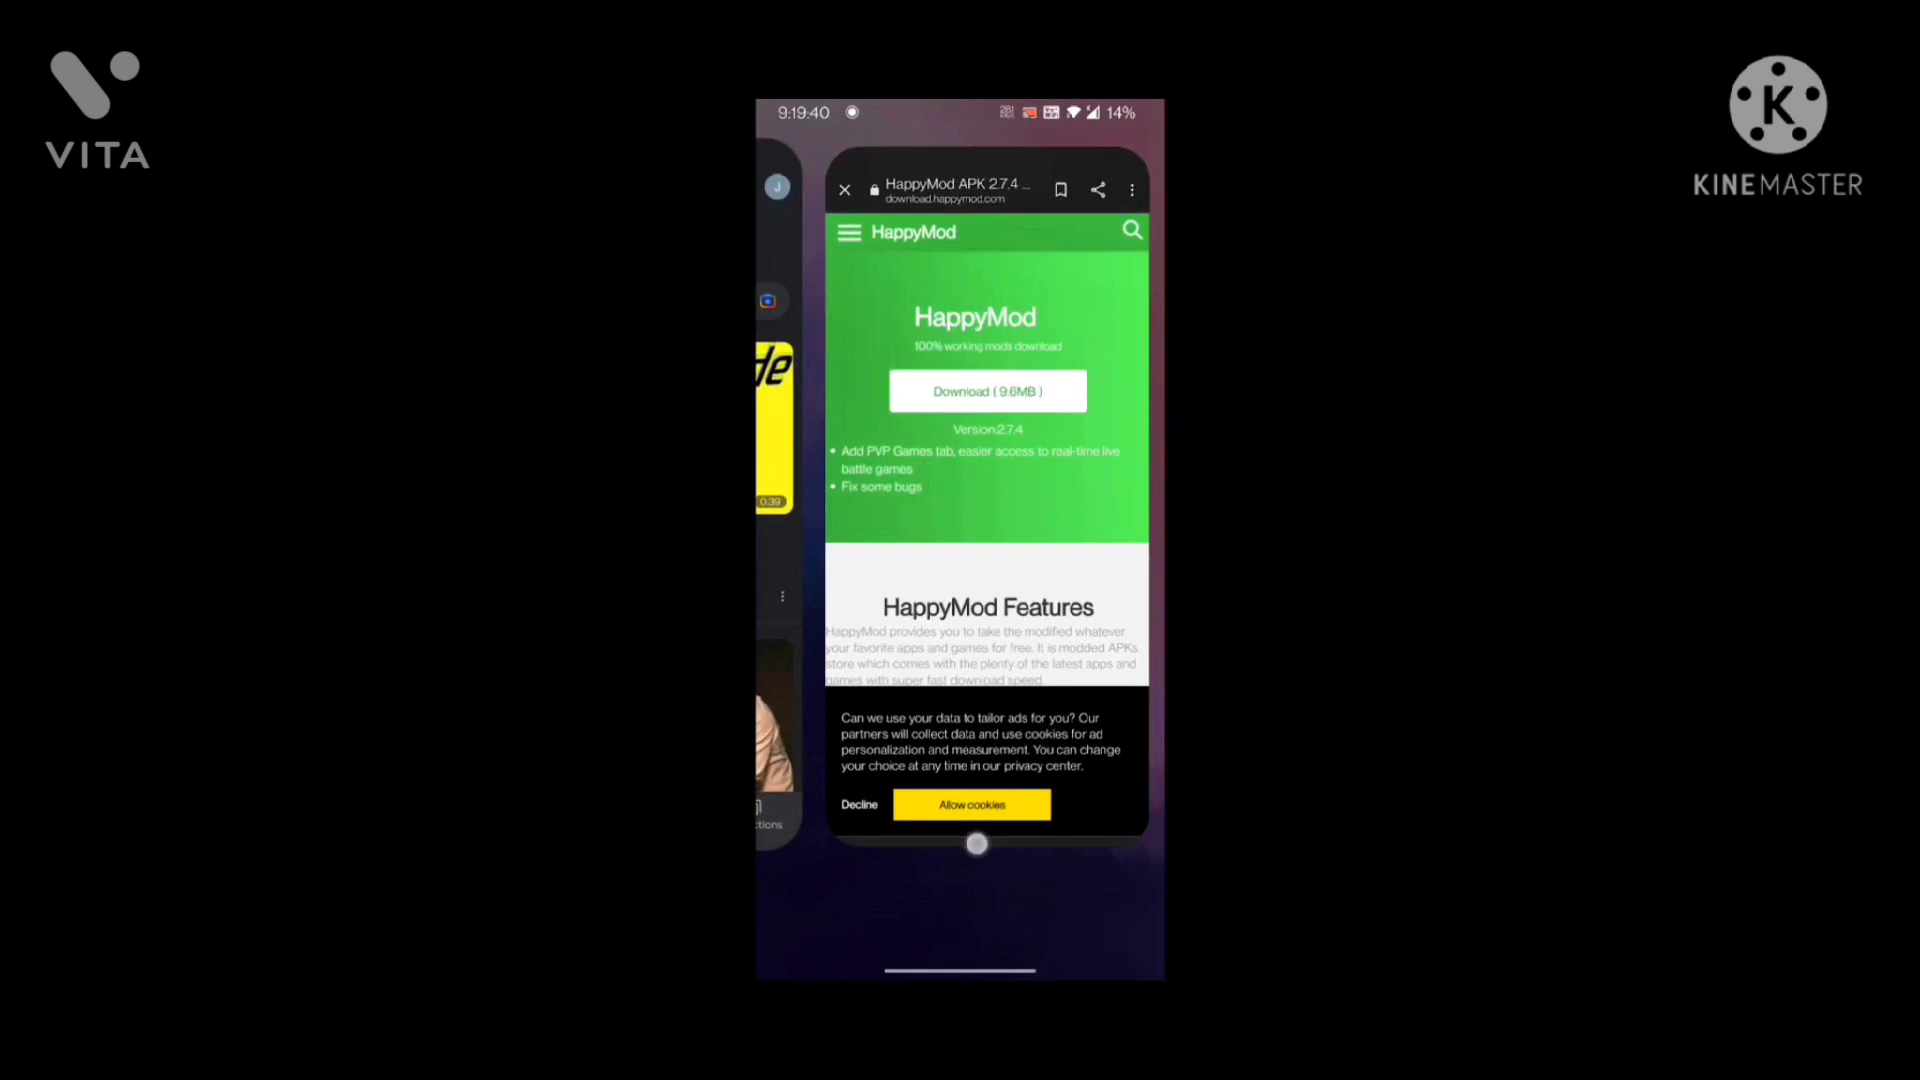 VITA
KINEMASTER
9:19:40
14%
J
HappyMod APK 2.7.4 ...
download.happymod.com
HappyMod
HappyMod
100% working mods download
Download ( 9.6MB )
Version:2.7.4
• Add PVP Games tab, easier access to real-time live
battle games
• Fix some bugs
HappyMod Features
HappyMod provides you to take the modified whatever
your favorite apps and games for free. It is modded APKs
store which comes with the plenty of the latest apps and
games with super fast download speed.
Can we use your data to tailor ads for you? Our
partners will collect data and use cookies for ad
personalization and measurement. You can change
your choice at any time in our privacy center.
Decline
Allow cookies
de
0:39
ctions